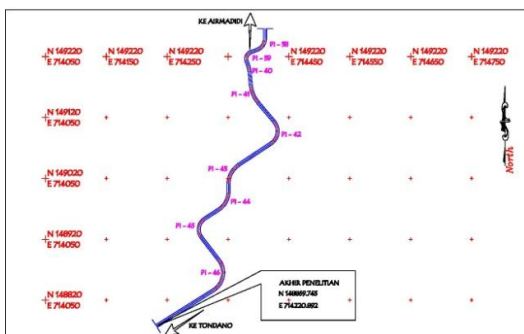 KE AIRMADIDI
PI - 38
N 149220 N 149220 N 149220 PI - 39 N 149220 N 149220 N 149220 N 149220
E 714050 E 714150 E 714250 PI - 40 E 714450 E 714550 E 714650 E 714750
PI - 41
N 149120
E 714050
PI - 42
North
PI - 43
N 149020
E 714050
PI - 44
PI - 45
N 148920
E 714050
PI - 46
AKHIR PENELITIAN
N 148869.745
E 714220.892
N 148820
E 714050
KE TONDANO